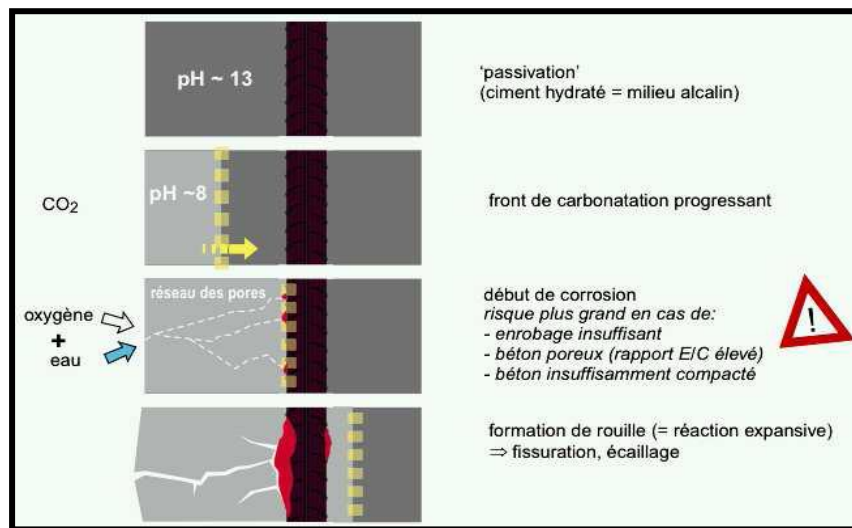 pH ~ 13
'passivation'
(ciment hydraté = milieu alcalin)
CO₂
pH ~8
front de carbonatation progressant
réseau des pores
oxygène
+
eau
début de corrosion
risque plus grand en cas de:
- enrobage insuffisant
- béton poreux (rapport E/C élevé)
- béton insuffisamment compacté
!
formation de rouille (= réaction expansive)
⇒ fissuration, écaillage